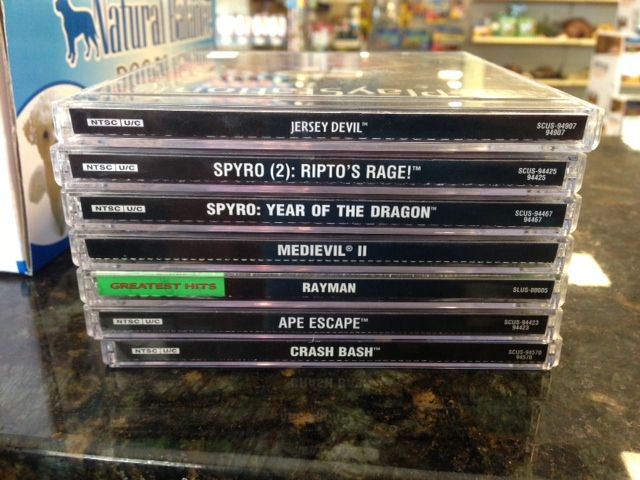 Natural Balance
PlayStation
NTSC U/C
JERSEY DEVIL™
SCUS-94907
94907
NTSC U/C
SPYRO (2): RIPTO'S RAGE!™
SCUS-94425
94425
NTSC U/C
SPYRO: YEAR OF THE DRAGON™
SCUS-94467
94467
MEDIEVIL® II
GREATEST HITS
RAYMAN
SLUS-00005
NTSC U/C
APE ESCAPE™
SCUS-94423
94423
NTSC U/C
CRASH BASH™
SCUS-94570
94570